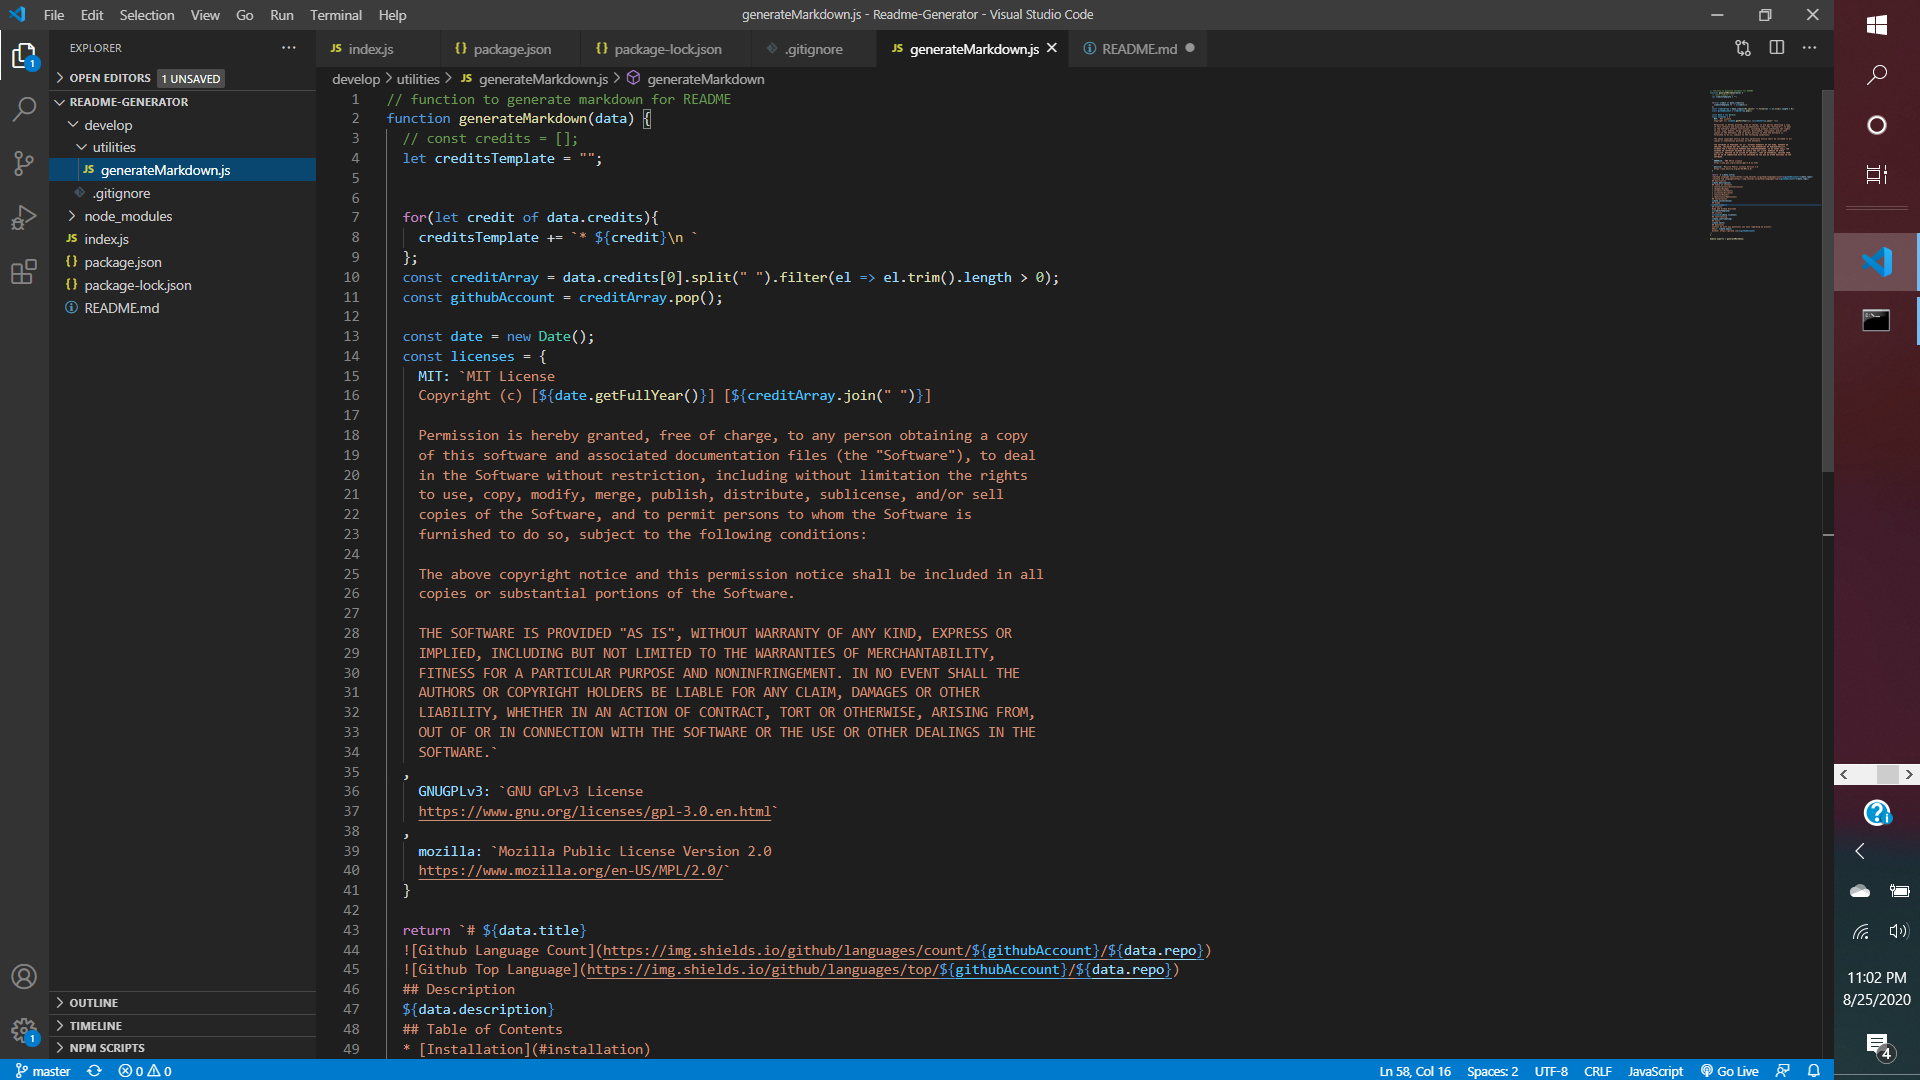 File Edit Selection View Go Run Terminal Help
generateMarkdown.js - Readme-Generator - Visual Studio Code
EXPLORER
OPEN EDITORS 1 UNSAVED
README-GENERATOR
develop
utilities
JS generateMarkdown.js
.gitignore
node_modules
JS index.js
{} package.json
{} package-lock.json
README.md
OUTLINE
TIMELINE
NPM SCRIPTS
1
1
JS index.js {} package.json {} package-lock.json .gitignore JS generateMarkdown.js README.md
develop > utilities > JS generateMarkdown.js > generateMarkdown
1 // function to generate markdown for README
2 function generateMarkdown(data) {
3 // const credits = [];
4 let creditsTemplate = "";
5
6
7 for(let credit of data.credits){
8 creditsTemplate += `* ${credit}\n `
9 };
10 const creditArray = data.credits[0].split(" ").filter(el => el.trim().length > 0);
11 const githubAccount = creditArray.pop();
12
13 const date = new Date();
14 const licenses = {
15 MIT: `MIT License
16 Copyright (c) [${date.getFullYear()}] [${creditArray.join(" ")}]
17
18 Permission is hereby granted, free of charge, to any person obtaining a copy
19 of this software and associated documentation files (the "Software"), to deal
20 in the Software without restriction, including without limitation the rights
21 to use, copy, modify, merge, publish, distribute, sublicense, and/or sell
22 copies of the Software, and to permit persons to whom the Software is
23 furnished to do so, subject to the following conditions:
24
25 The above copyright notice and this permission notice shall be included in all
26 copies or substantial portions of the Software.
27
28 THE SOFTWARE IS PROVIDED "AS IS", WITHOUT WARRANTY OF ANY KIND, EXPRESS OR
29 IMPLIED, INCLUDING BUT NOT LIMITED TO THE WARRANTIES OF MERCHANTABILITY,
30 FITNESS FOR A PARTICULAR PURPOSE AND NONINFRINGEMENT. IN NO EVENT SHALL THE
31 AUTHORS OR COPYRIGHT HOLDERS BE LIABLE FOR ANY CLAIM, DAMAGES OR OTHER
32 LIABILITY, WHETHER IN AN ACTION OF CONTRACT, TORT OR OTHERWISE, ARISING FROM,
33 OUT OF OR IN CONNECTION WITH THE SOFTWARE OR THE USE OR OTHER DEALINGS IN THE
34 SOFTWARE.`
35 ,
36 GNUGPLv3: `GNU GPLv3 License
37 https://www.gnu.org/licenses/gpl-3.0.en.html`
38 ,
39 mozilla: `Mozilla Public License Version 2.0
40 https://www.mozilla.org/en-US/MPL/2.0/`
41 }
42
43 return `# ${data.title}
44 ![Github Language Count](https://img.shields.io/github/languages/count/${githubAccount}/${data.repo})
45 ![Github Top Language](https://img.shields.io/github/languages/top/${githubAccount}/${data.repo})
46 ## Description
47 ${data.description}
48 ## Table of Contents
49 * [Installation](#installation)
master 0 0
Ln 58, Col 16 Spaces: 2 UTF-8 CRLF JavaScript Go Live
11:02 PM
8/25/2020
4